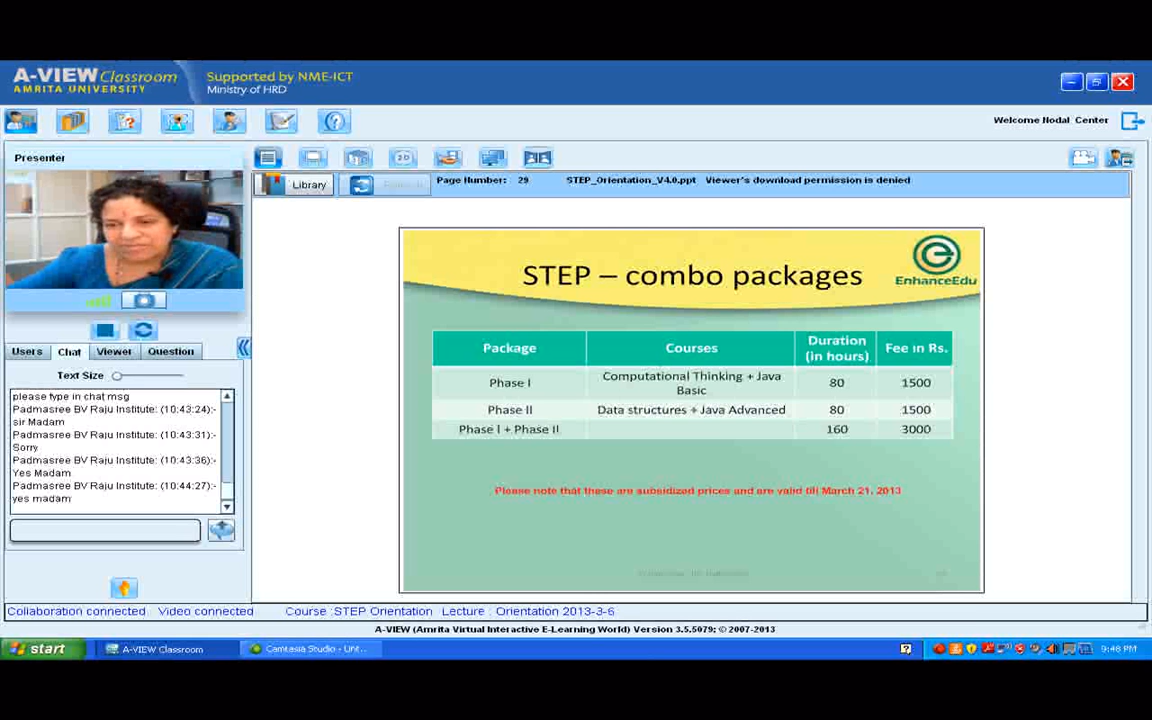 A-VIEW Classroom
AMRITA UNIVERSITY
Supported by NME-ICT
Ministry of HRD
Welcome Nodal Center
Presenter
Library
Page Number: 29 STEP_Orientation_V4.0.ppt Viewer's download permission is denied
STEP – combo packages
EnhanceEdu
Package Courses Duration (in hours) Fee in Rs.
Phase I Computational Thinking + Java Basic 80 1500
Phase II Data structures + Java Advanced 80 1500
Phase I + Phase II 160 3000
Please note that these are subsidized prices and are valid till March 21, 2013
Users Chat Viewer Question
Text Size
please type in chat msg
Padmasree BV Raju Institute: (10:43:24):-
sir Madam
Padmasree BV Raju Institute: (10:43:31):-
Sorry
Padmasree BV Raju Institute: (10:43:36):-
Yes Madam
Padmasree BV Raju Institute: (10:44:27):-
yes madam
Collaboration connected Video connected Course :STEP Orientation Lecture : Orientation 2013-3-6
A-VIEW (Amrita Virtual Interactive E-Learning World) Version 3.5.5079; © 2007-2013
start A-VIEW Classroom Camtasia Studio - Unt... 9:48 PM